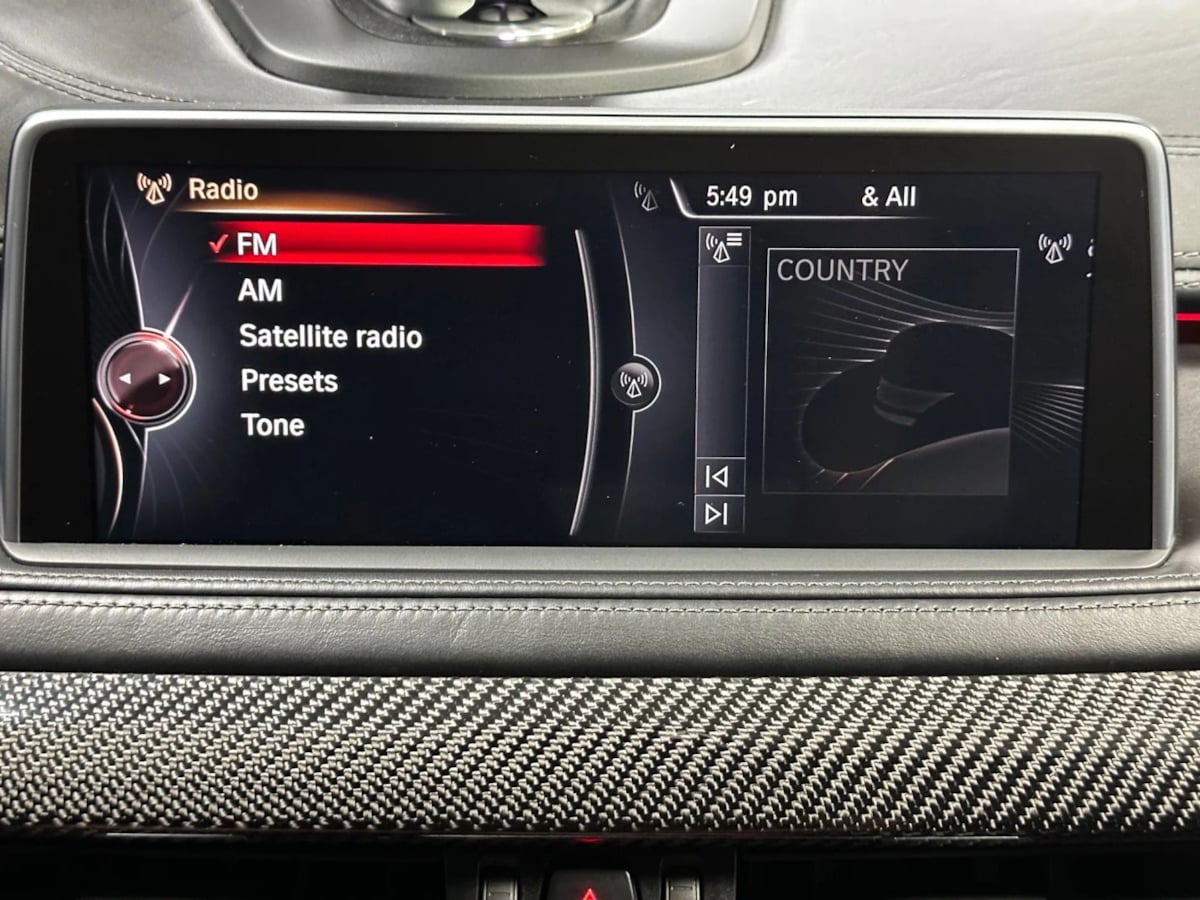 Radio
5:49 pm
& All
FM
AM
Satellite radio
Presets
Tone
COUNTRY